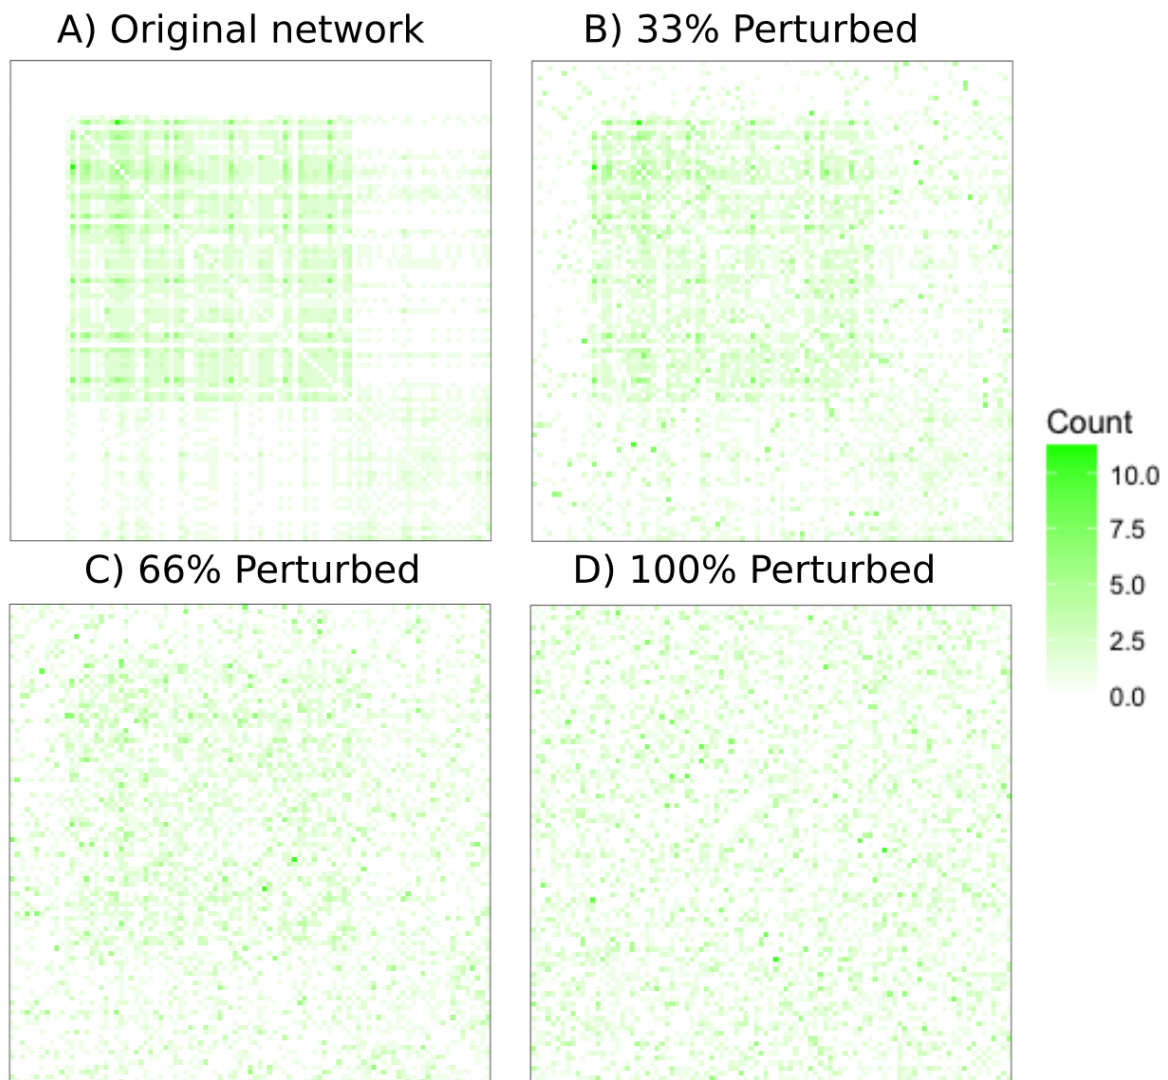 A) Original network
B) 33% Perturbed
C) 66% Perturbed
D) 100% Perturbed
Count
10.0
7.5
5.0
2.5
0.0